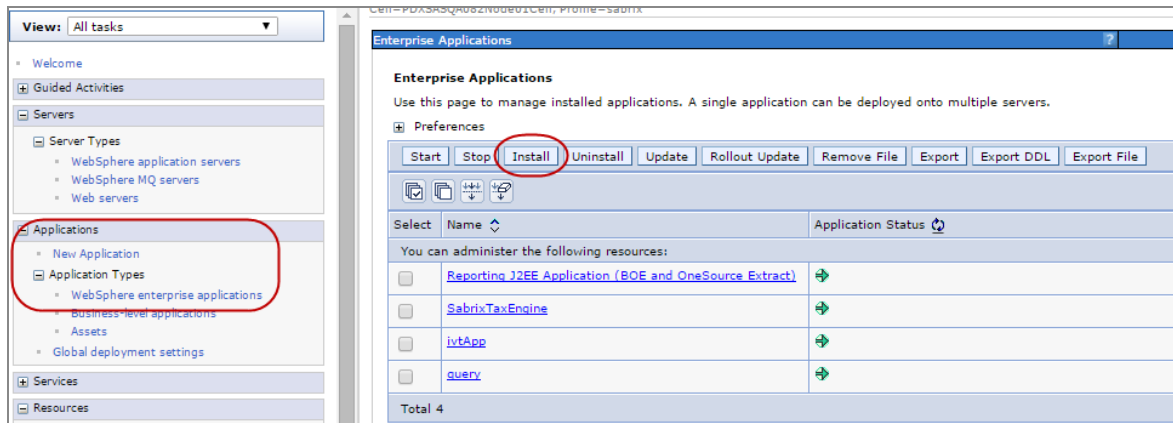 View: All tasks
Welcome
Guided Activities
Servers
Server Types
WebSphere application servers
WebSphere MQ servers
Web servers
Applications
New Application
Application Types
WebSphere enterprise applications
Business-level applications
Assets
Global deployment settings
Services
Resources
Enterprise Applications ?
Enterprise Applications
Use this page to manage installed applications. A single application can be deployed onto multiple servers.
Preferences
Start Stop Install Uninstall Update Rollout Update Remove File Export Export DDL Export File
Select Name Application Status
You can administer the following resources:
Reporting J2EE Application (BOE and OneSource Extract)
SabrixTaxEngine
ivtApp
query
Total 4